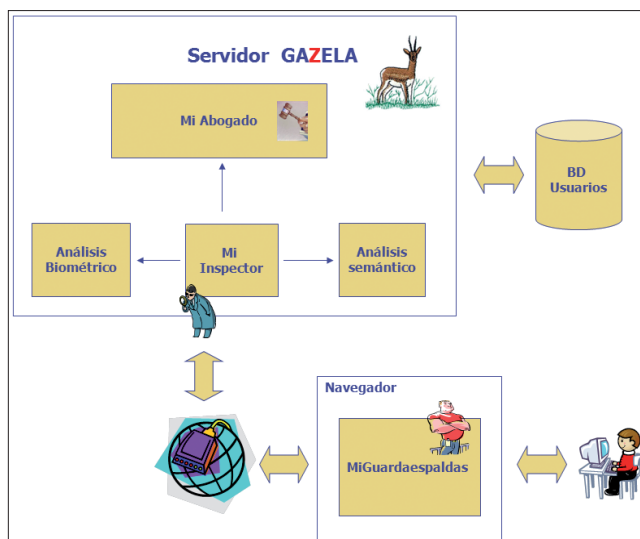 Servidor GAZELA
Mi Abogado
BD
Usuarios
Análisis
Biométrico
Mi
Inspector
Análisis
semántico
Navegador
MiGuardaespaldas